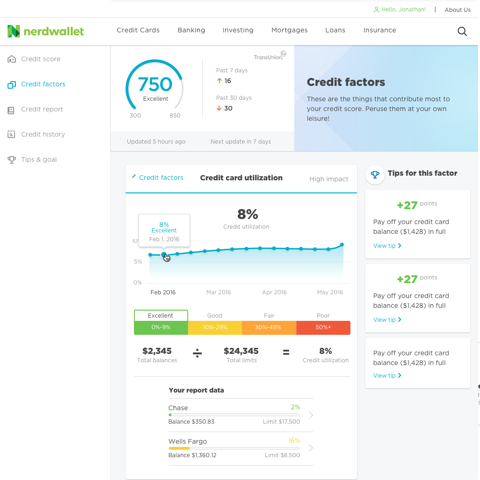 Hello, Jonathan!
About Us
nerdwallet
Credit Cards
Banking
Investing
Mortgages
Loans
Insurance
Credit score
Credit factors
Credit report
Credit history
Tips & goal
TransUnion
750
Excellent
300
850
Past 7 days
16
Past 30 days
30
Updated 5 hours ago
Next update in 7 days
Credit factors
These are the things that contribute most to
your credit score. Peruse them at your own
leisure!
Credit factors
Credit card utilization
High impact
8%
Credit utilization
8%
Excellent
Feb 1, 2016
5%
0%
Feb 2016
Mar 2016
Apr 2016
May 2016
Excellent
Good
Fair
Poor
0%-9%
10%-29%
30%-49%
50%+
$2,345
÷
$24,345
=
8%
Total balances
Total limits
Credit utilization
Your report data
Chase
2%
Balance $350.83
Limit $17,500
Wells Fargo
16%
Balance $1,360.12
Limit $8,500
Tips for this factor
+27 points
Pay off your credit card
balance ($1,428) in full
View tip
+27 points
Pay off your credit card
balance ($1,428) in full
View tip
Pay off your credit card
balance ($1,428) in full
View tip